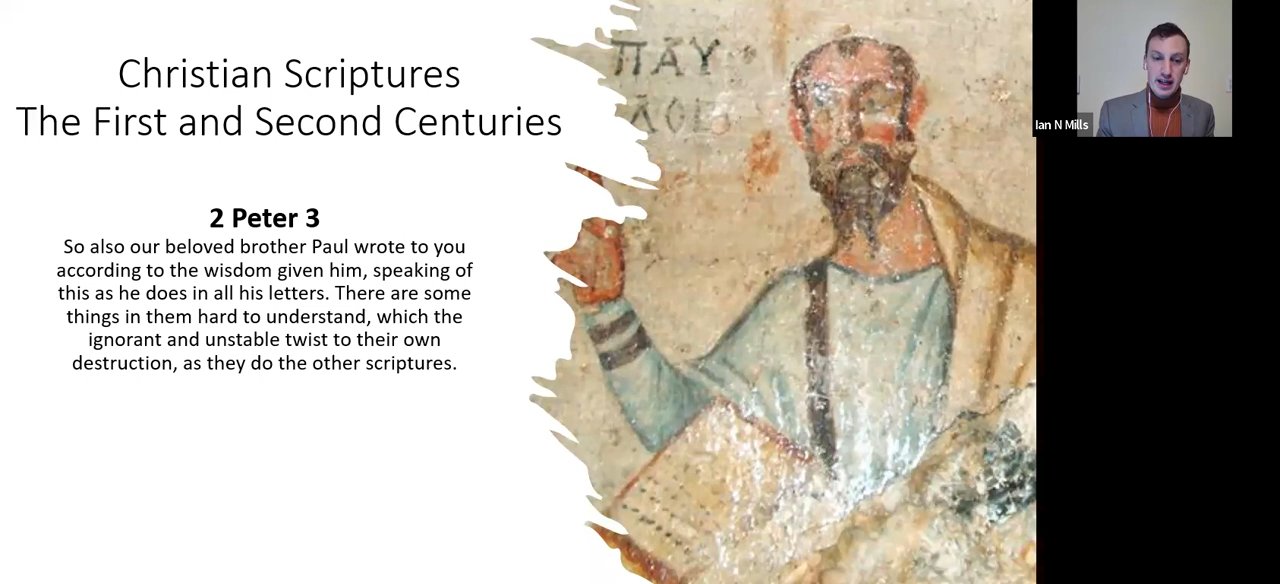 Christian Scriptures
The First and Second Centuries
2 Peter 3
So also our beloved brother Paul wrote to you
according to the wisdom given him, speaking of
this as he does in all his letters. There are some
things in them hard to understand, which the
ignorant and unstable twist to their own
destruction, as they do the other scriptures.
ΠΑΥ
ΛΟC
Ian N Mills